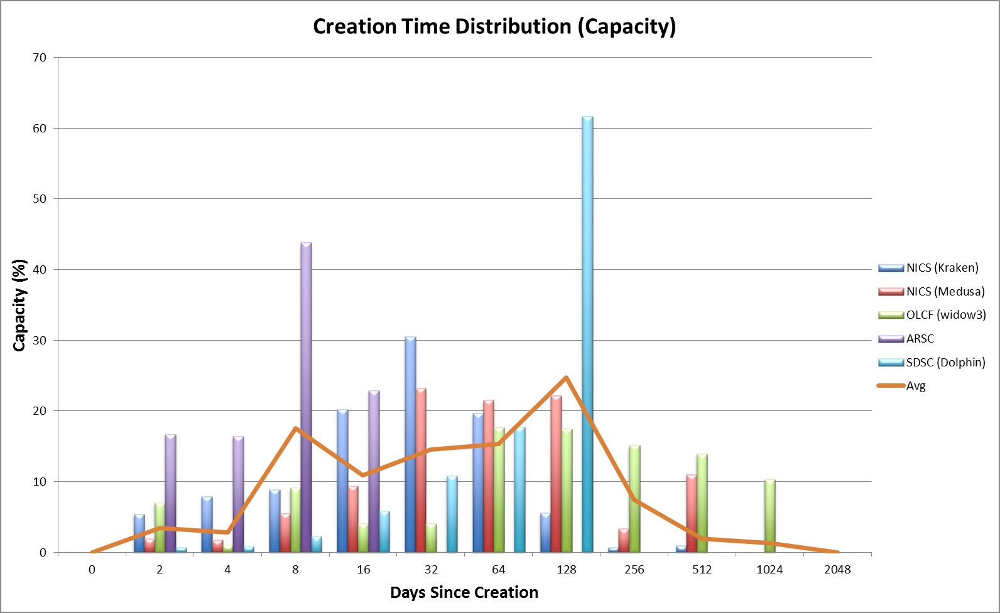 Creation Time Distribution (Capacity)
70
60
50
40
30
20
10
0
Capacity (%)
0 2 4 8 16 32 64 128 256 512 1024 2048
Days Since Creation
NICS (Kraken)
NICS (Medusa)
OLCF (widow3)
ARSC
SDSC (Dolphin)
Avg